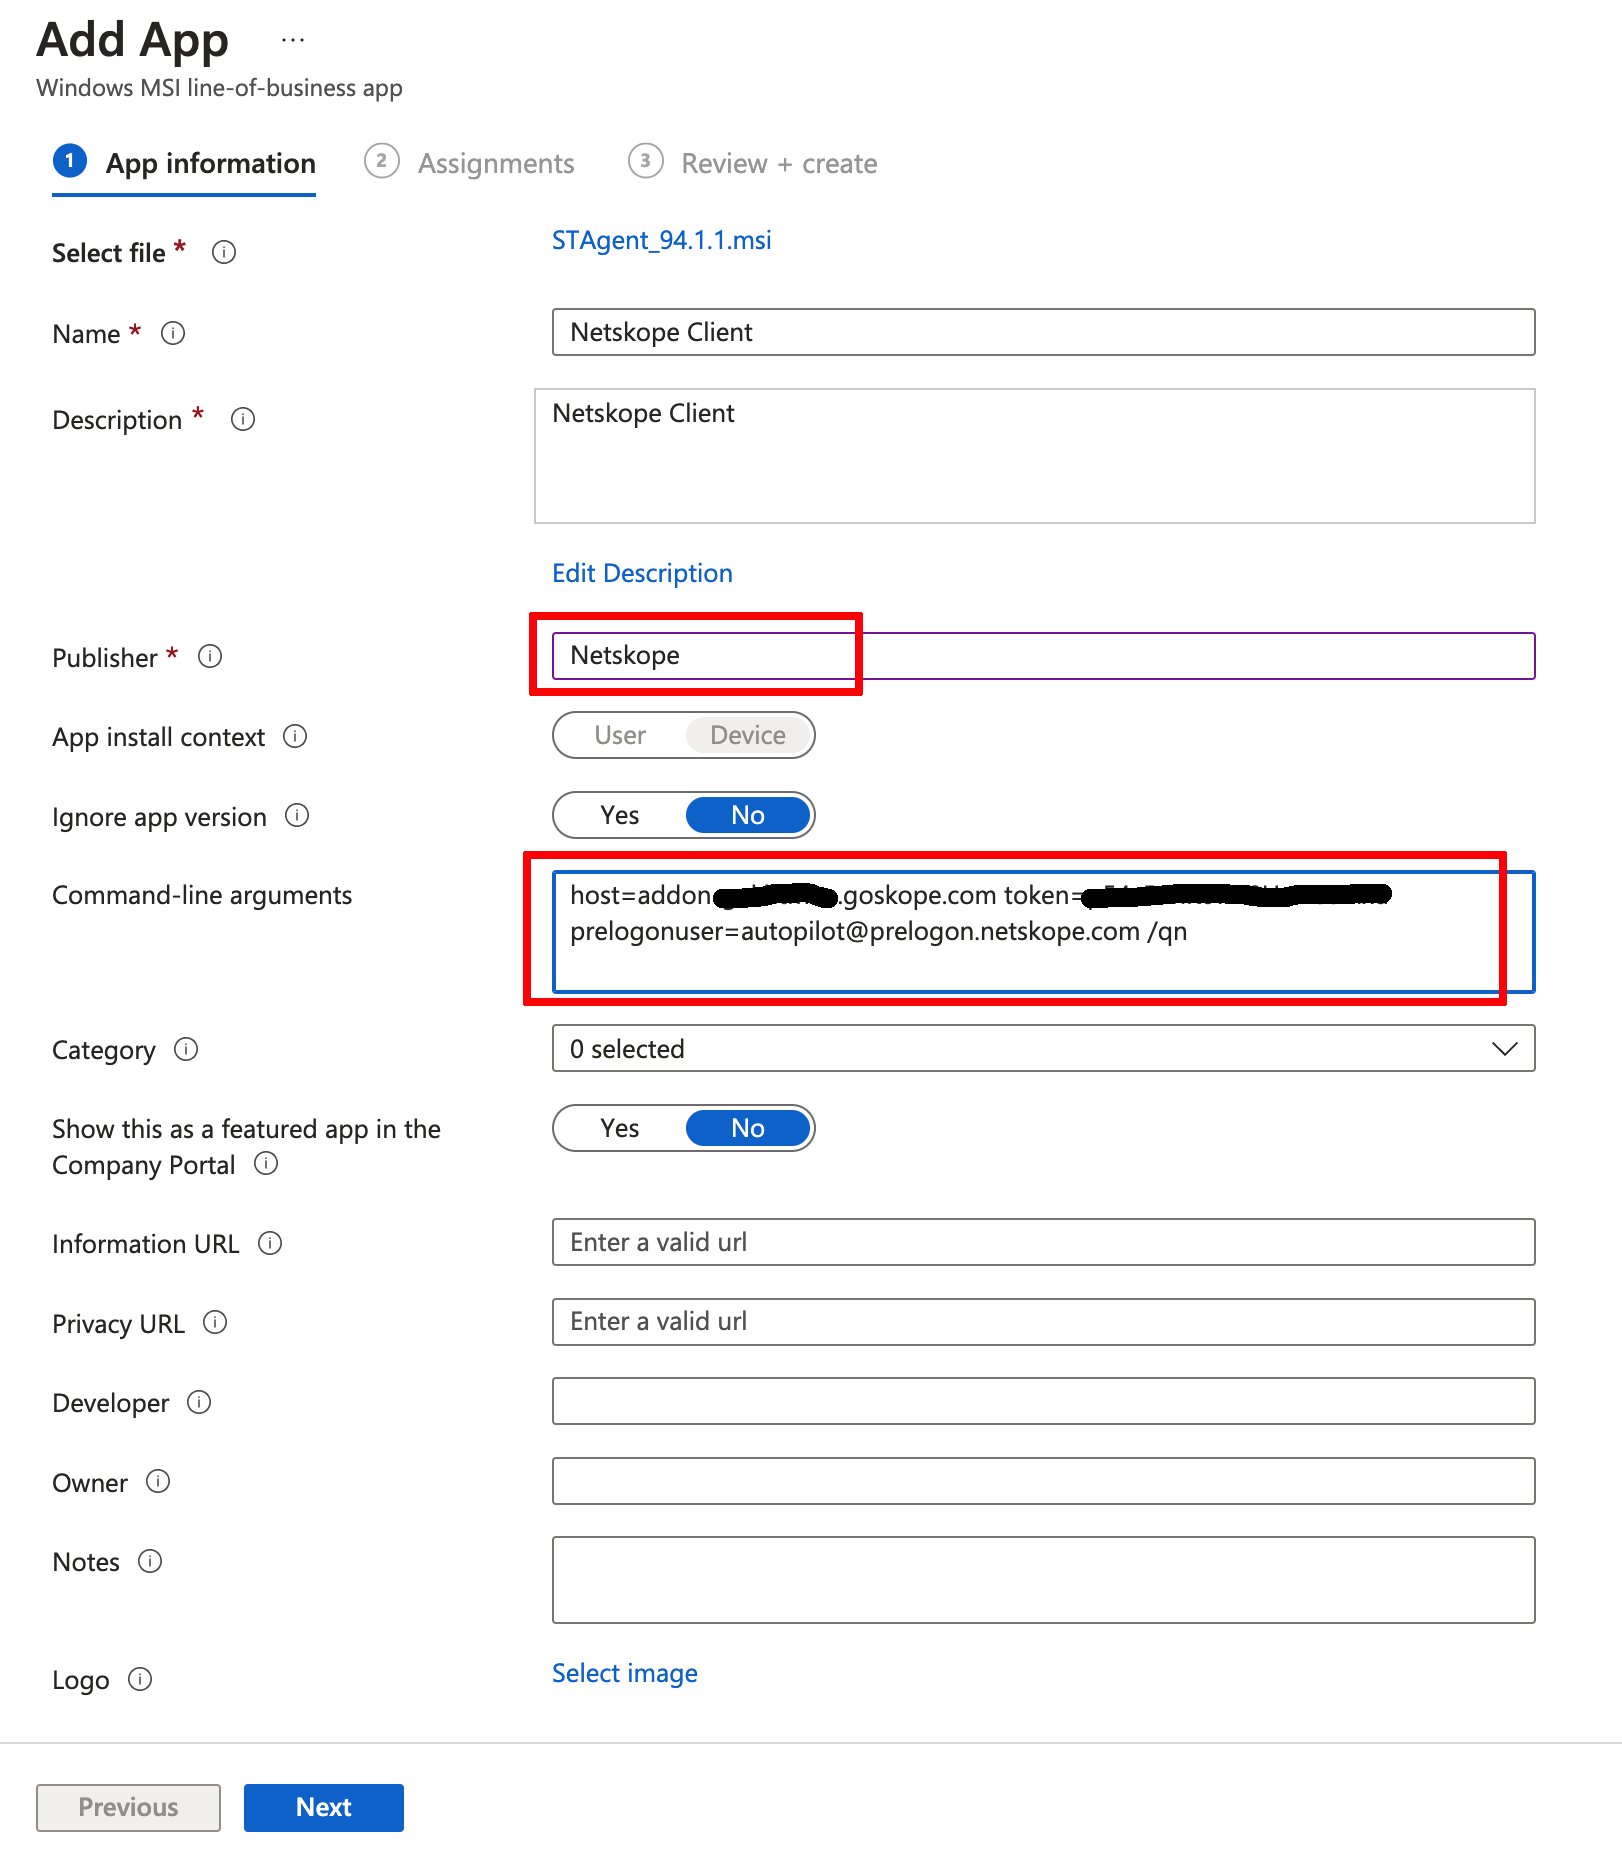 Add App ...
Windows MSI line-of-business app
1 App information 2 Assignments 3 Review + create
Select file * STAgent_94.1.1.msi
Name * Netskope Client
Description * Netskope Client
Edit Description
Publisher * Netskope
App install context User Device
Ignore app version Yes No
Command-line arguments host=addon .goskope.com token=
prelogonuser=autopilot@prelogon.netskope.com /qn
Category 0 selected
Show this as a featured app in the Yes No
Company Portal
Information URL Enter a valid url
Privacy URL Enter a valid url
Developer
Owner
Notes
Logo Select image
Previous Next